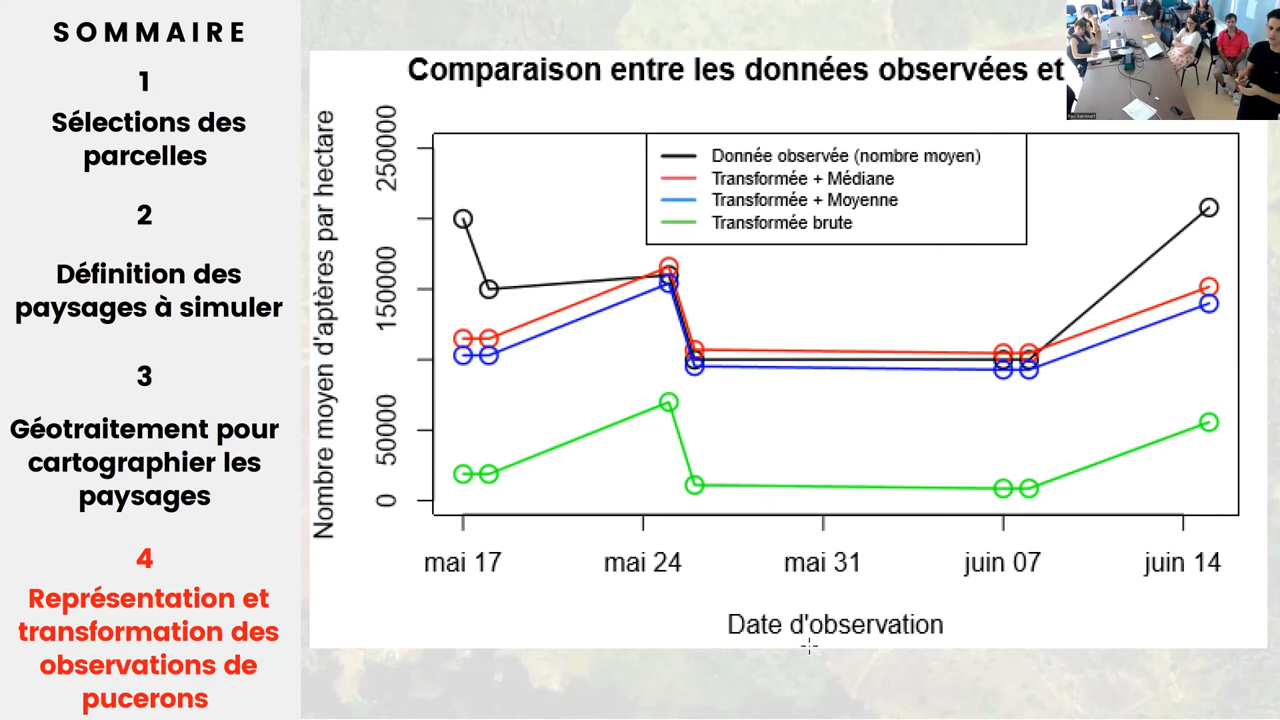 SOMMAIRE
1
Sélections des
parcelles
2
Définition des
paysages à simuler
3
Géotraitement pour
cartographier les
paysages
4
Représentation et
transformation des
observations de
pucerons
Comparaison entre les données observées et
Nombre moyen d'aptères par hectare
250000
150000
50000
0
Donnée observée (nombre moyen)
Transformée + Médiane
Transformée + Moyenne
Transformée brute
mai 17
mai 24
mai 31
juin 07
juin 14
Date d'observation